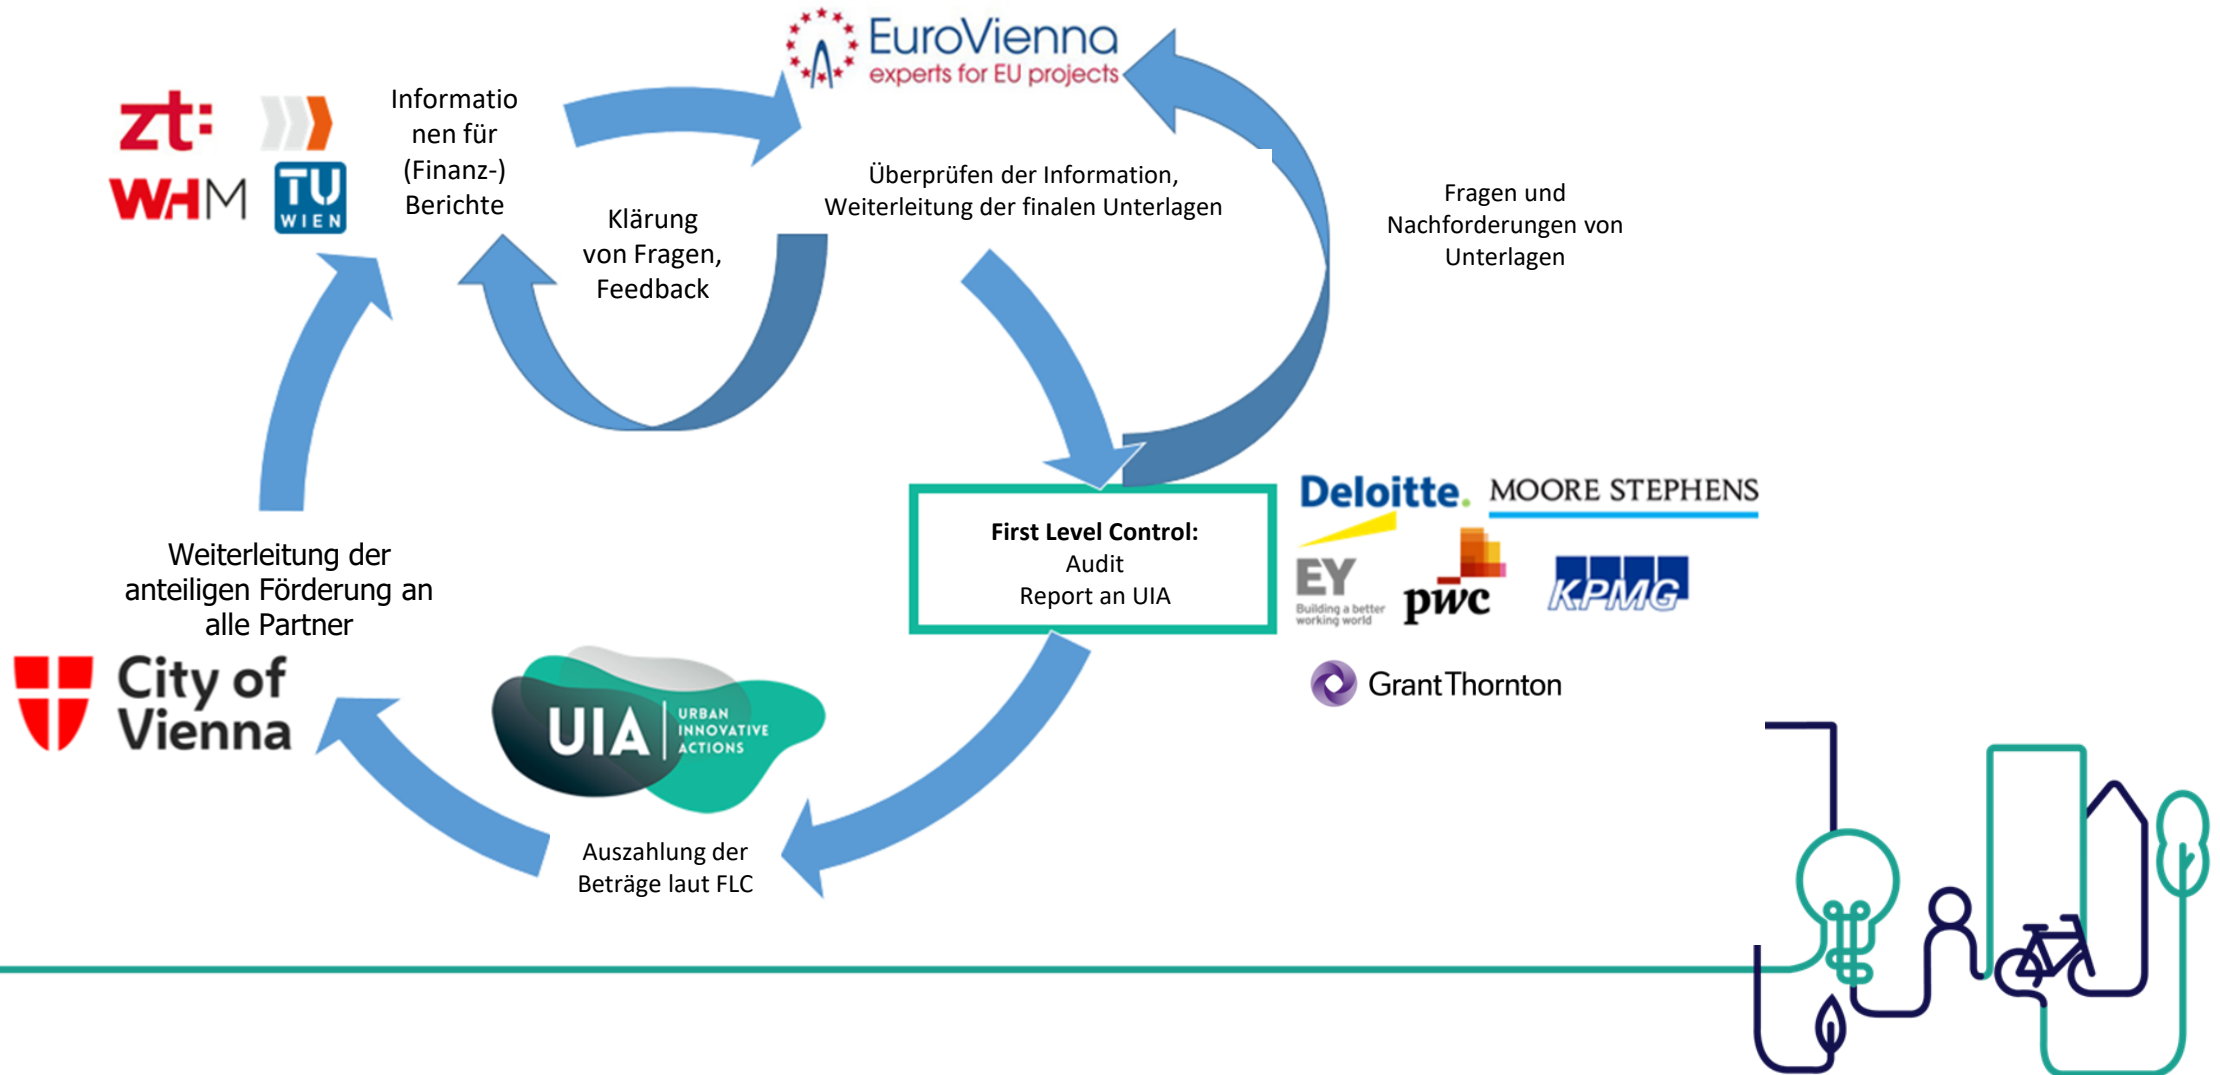 EuroVienna
experts for EU projects
zt:
WHM
TU
WIEN
Informatio
nen für
(Finanz-)
Berichte
Klärung
von Fragen,
Feedback
Überprüfen der Information,
Weiterleitung der finalen Unterlagen
Fragen und
Nachforderungen von
Unterlagen
First Level Control:
Audit
Report an UIA
Deloitte.
MOORE STEPHENS
EY
Building a better
working world
pwc
KPMG
Grant Thornton
Weiterleitung der
anteiligen Förderung an
alle Partner
City of
Vienna
UIA
URBAN
INNOVATIVE
ACTIONS
Auszahlung der
Beträge laut FLC